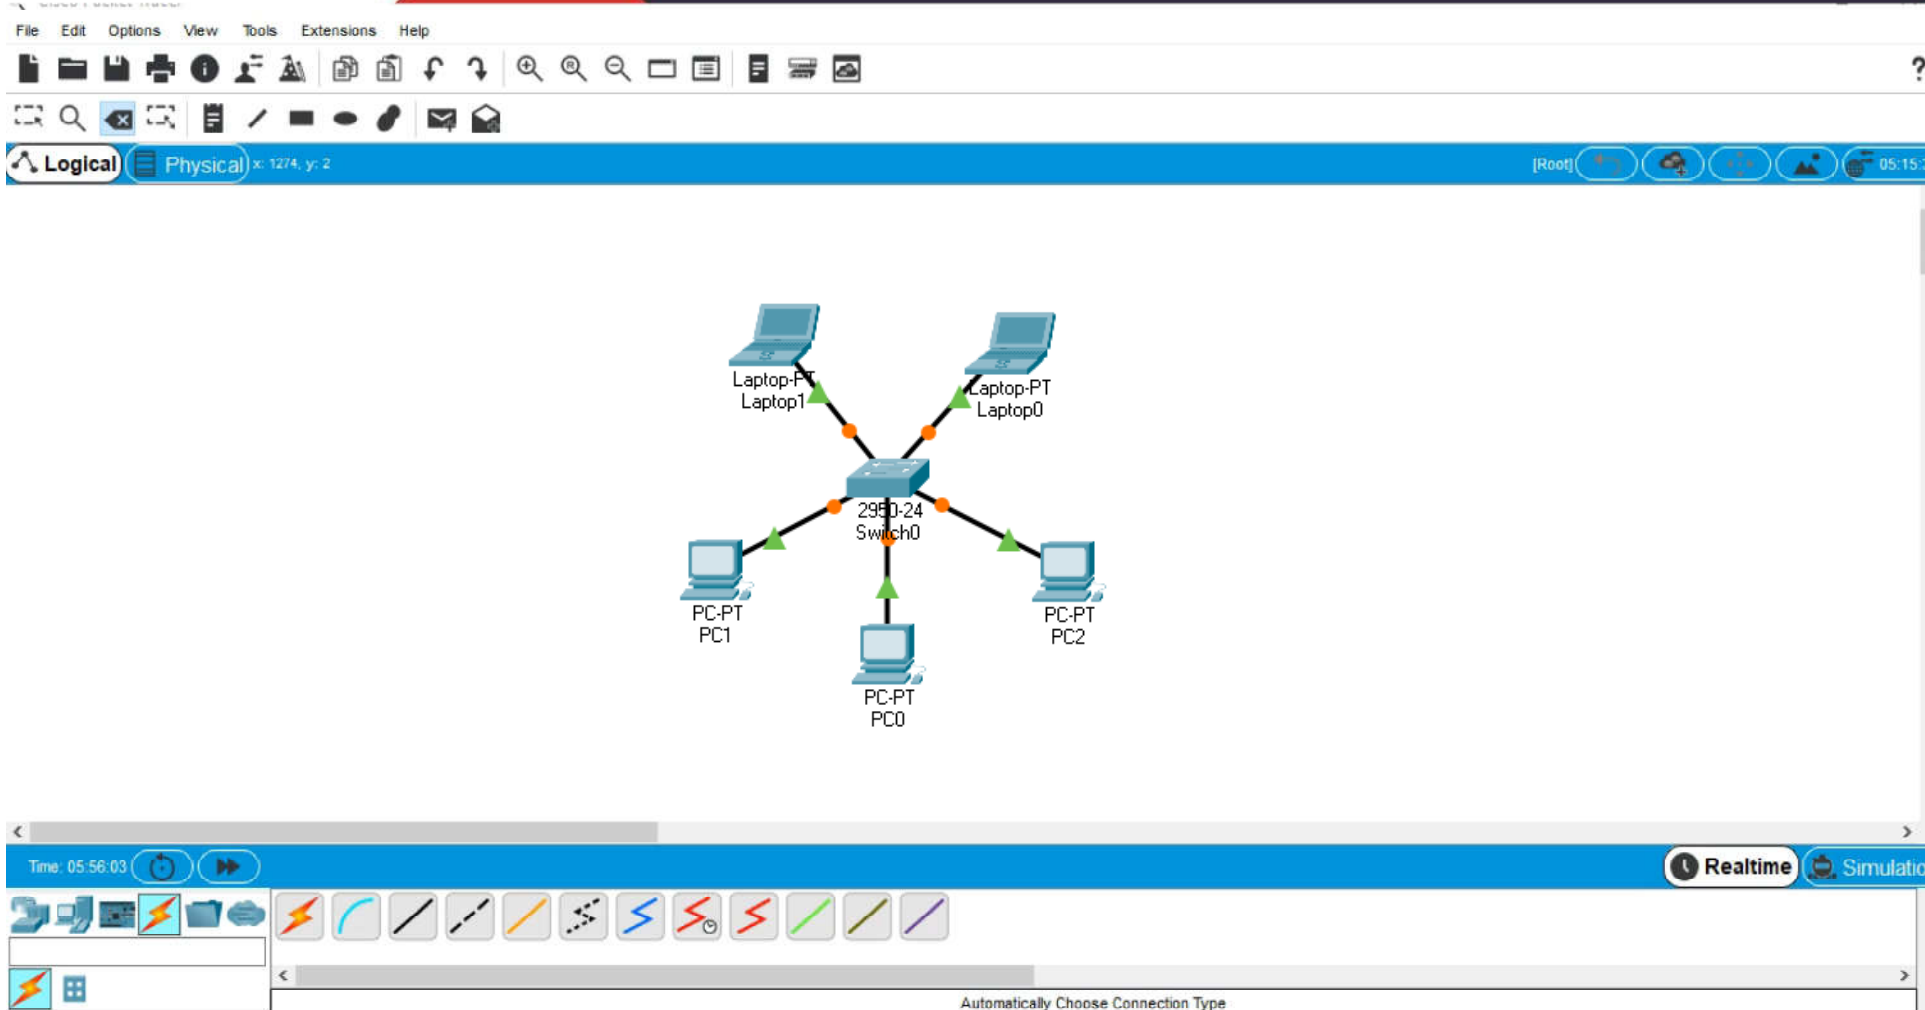 File Edit Options View Tools Extensions Help
?
Logical Physical x: 1274, y: 2 [Root]
Laptop-PT
Laptop1
Laptop-PT
Laptop0
2950-24
Switch0
PC-PT
PC1
PC-PT
PC2
PC-PT
PC0
Time: 05:56:03 Realtime
Automatically Choose Connection Type